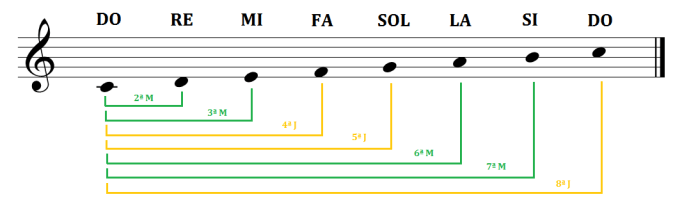 DO RE MI FA SOL LA SI DO
2ª M
3ª M
4ª J
5ª J
6ª M
7ª M
8ª J